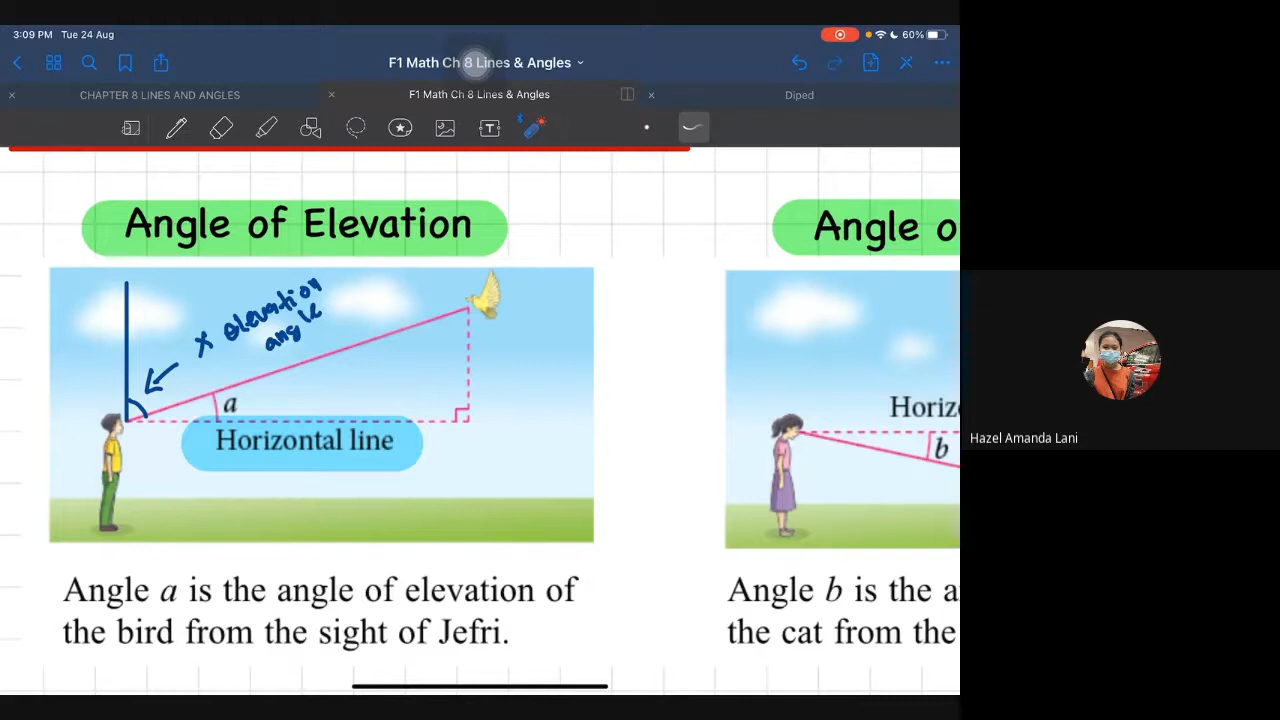 3:09 PM Tue 24 Aug
60%
F1 Math Ch 8 Lines & Angles
CHAPTER 8 LINES AND ANGLES
F1 Math Ch 8 Lines & Angles
Diped
Angle of Elevation
Angle o
x elevation
angle
a
Horizontal line
Horiz
b
Angle a is the angle of elevation of
the bird from the sight of Jefri.
Angle b is the a
the cat from the
Hazel Amanda Lani